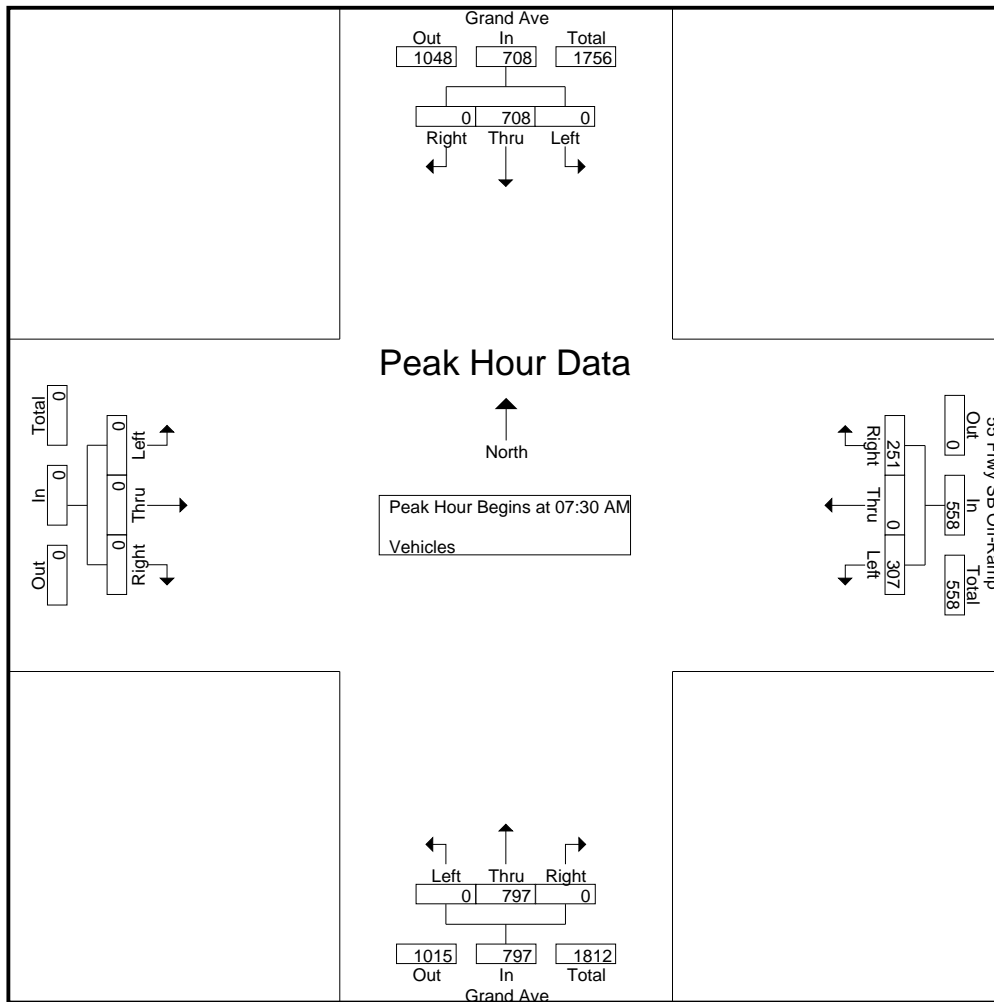 Grand Ave
Out In Total
1048 708 1756
0 708 0
Right Thru Left
Peak Hour Data
North
Peak Hour Begins at 07:30 AM
Vehicles
Total In Out
0 0 0
0 0 0
Left Thru Right
Right Thru Left
251 0 307
0 558 558
Out In Total
SB
Left Thru Right
0 797 0
1015 797 1812
Out In Total
Grand Ave